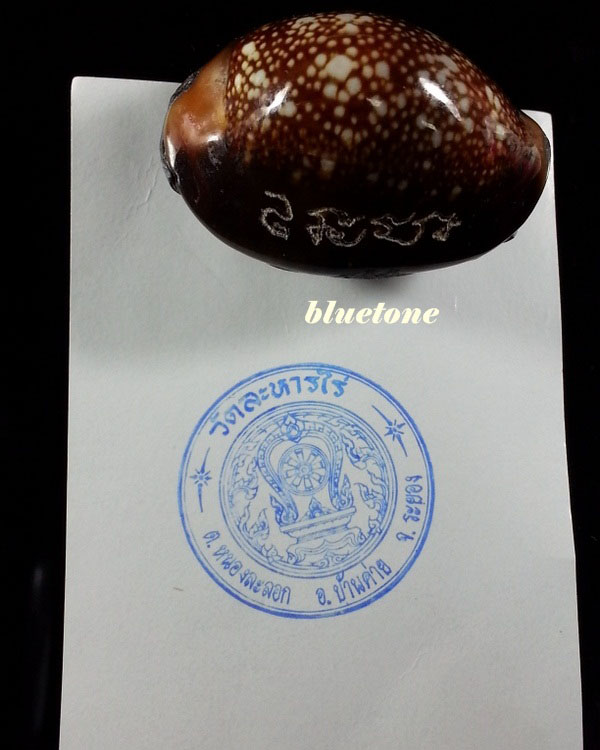 bluetone
วัดละหารไร่
ต.หนองละลอก อ.บ้านค่าย จ.ระยอง